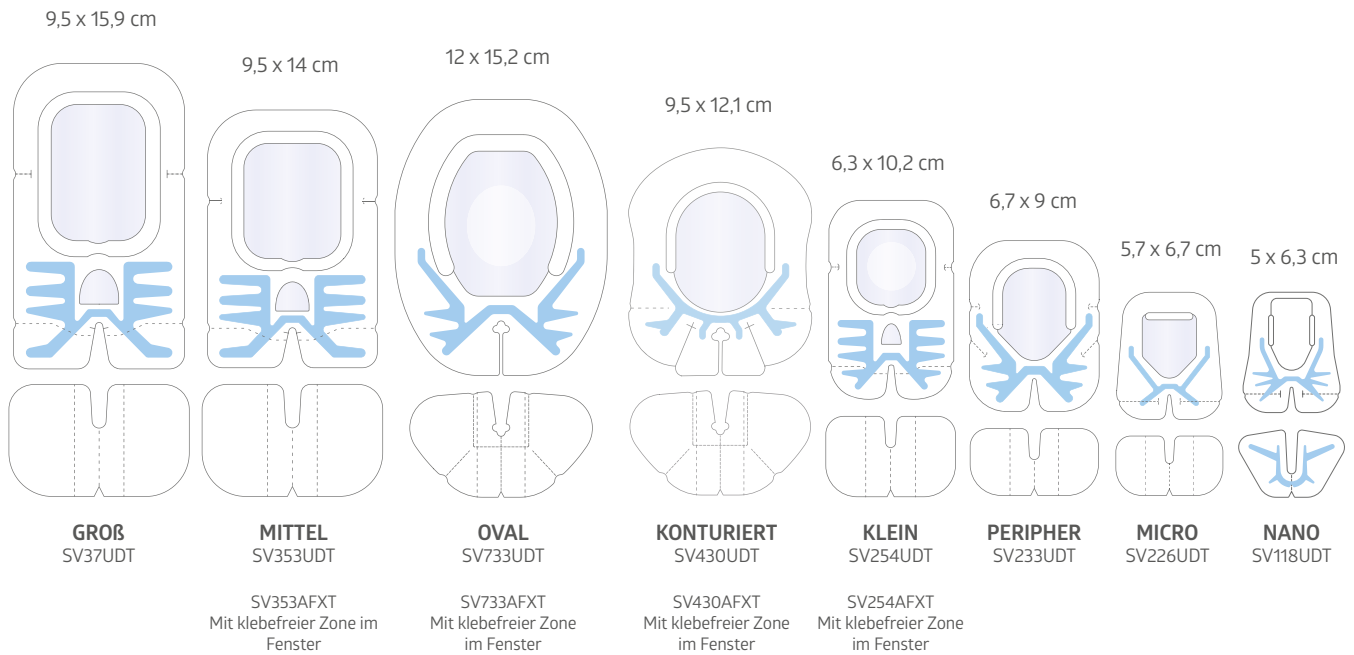 9,5 x 15,9 cm
9,5 x 14 cm
12 x 15,2 cm
9,5 x 12,1 cm
6,3 x 10,2 cm
6,7 x 9 cm
5,7 x 6,7 cm
5 x 6,3 cm
GROß
SV37UDT
MITTEL
SV353UDT
SV353AFXT
Mit klebefreier Zone im
Fenster
OVAL
SV733UDT
SV733AFXT
Mit klebefreier Zone
im Fenster
KONTURIERT
SV430UDT
SV430AFXT
Mit klebefreier Zone
im Fenster
KLEIN
SV254UDT
SV254AFXT
Mit klebefreier Zone
im Fenster
PERIPHER
SV233UDT
MICRO
SV226UDT
NANO
SV118UDT